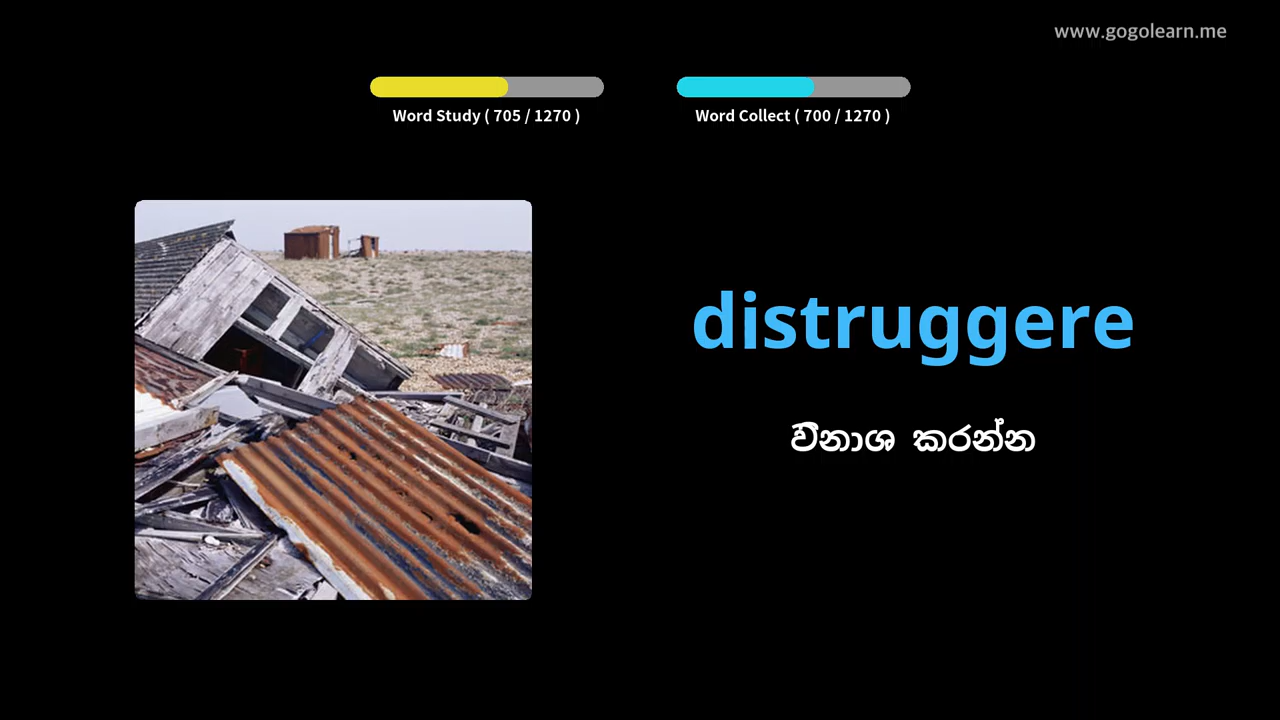 www.gogolearn.me
Word Study ( 705 / 1270 )
Word Collect ( 700 / 1270 )
distruggere
විනාශ කරන්න